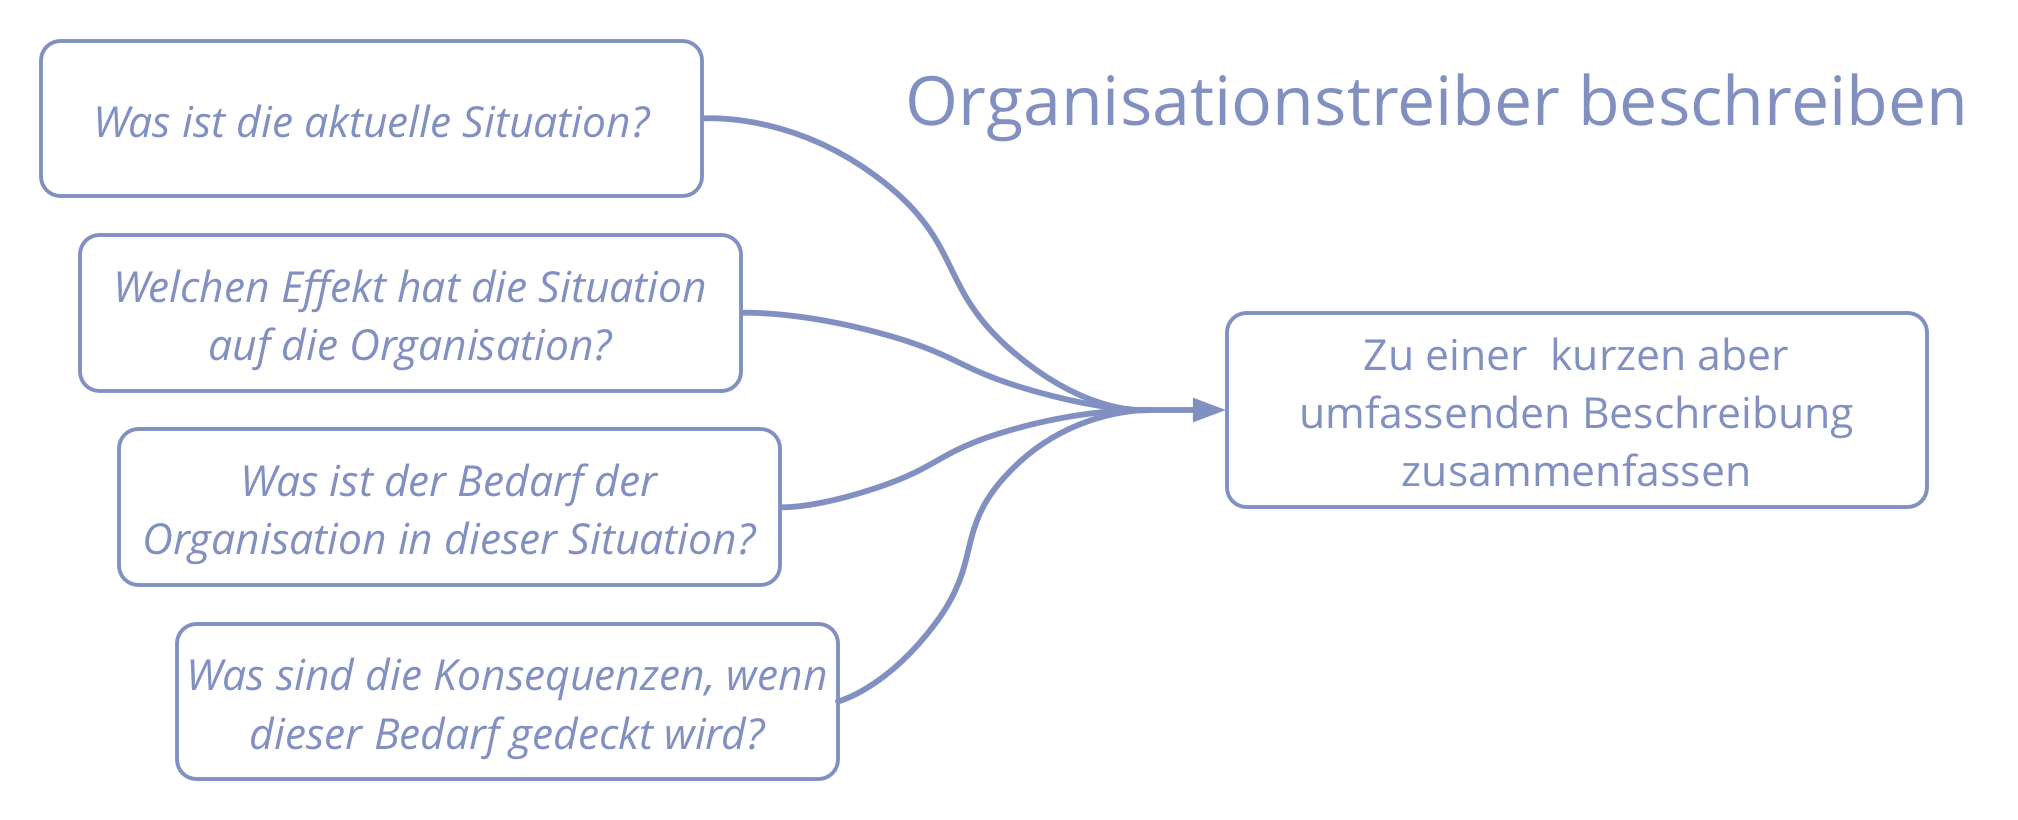 Organisationstreiber beschreiben
Was ist die aktuelle Situation?
Welchen Effekt hat die Situation
auf die Organisation?
Was ist der Bedarf der
Organisation in dieser Situation?
Was sind die Konsequenzen, wenn
dieser Bedarf gedeckt wird?
Zu einer  kurzen aber
umfassenden Beschreibung
zusammenfassen